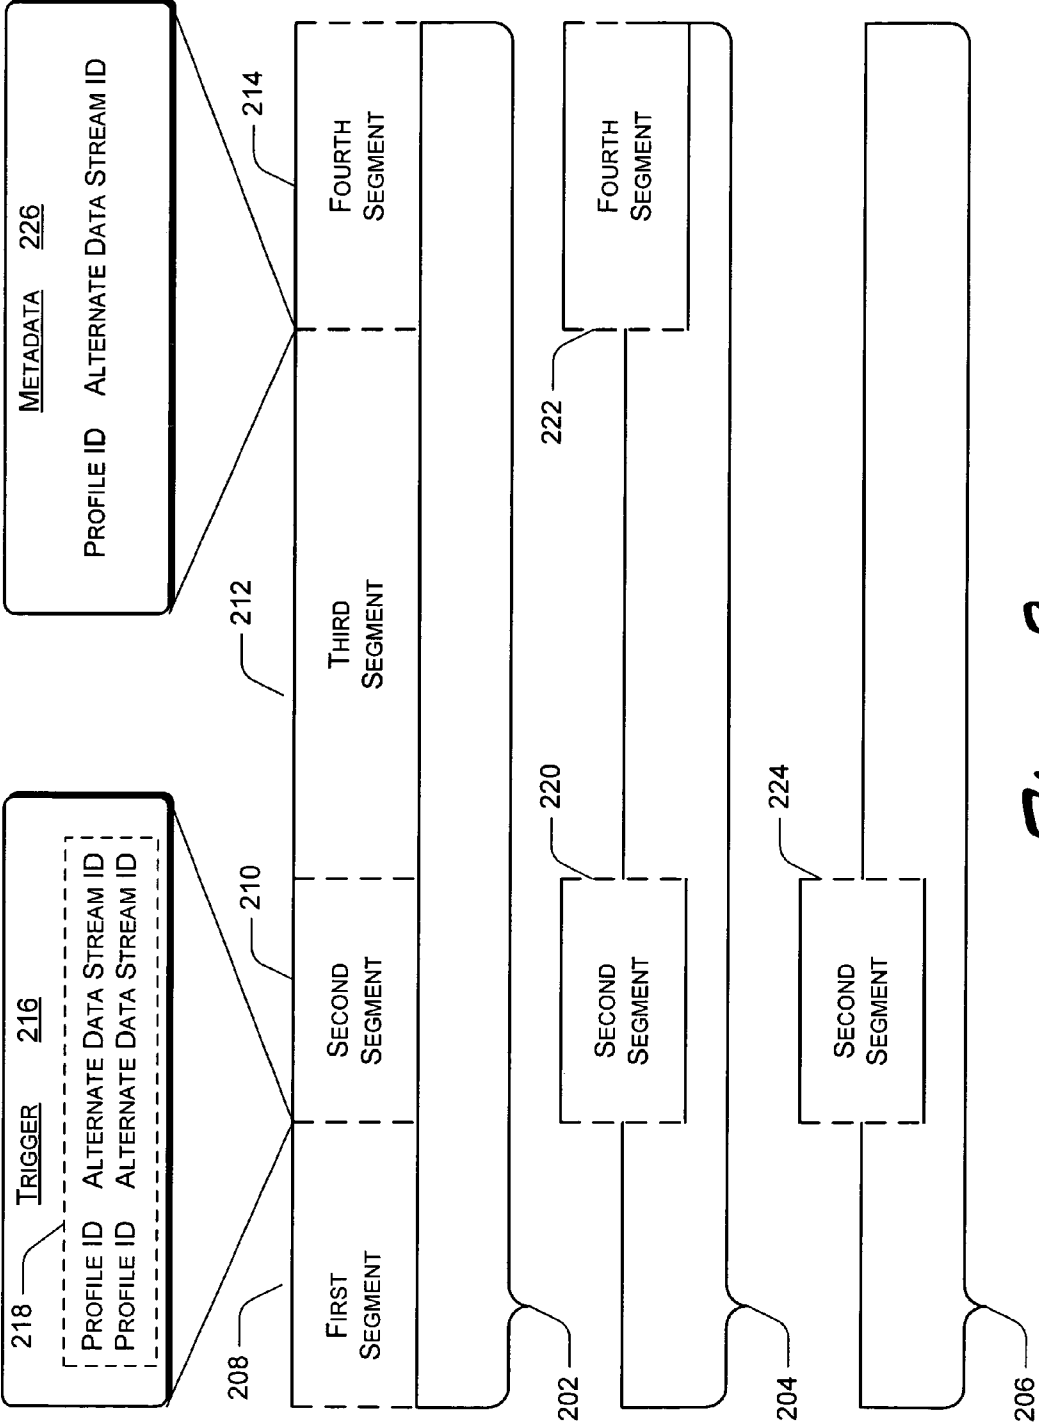 TRIGGER 216
218
PROFILE ID ALTERNATE DATA STREAM ID
PROFILE ID ALTERNATE DATA STREAM ID
METADATA 226
PROFILE ID ALTERNATE DATA STREAM ID
208
210
212
214
FIRST
SEGMENT
SECOND
SEGMENT
THIRD
SEGMENT
FOURTH
SEGMENT
202
220
222
SECOND
SEGMENT
FOURTH
SEGMENT
204
224
SECOND
SEGMENT
206